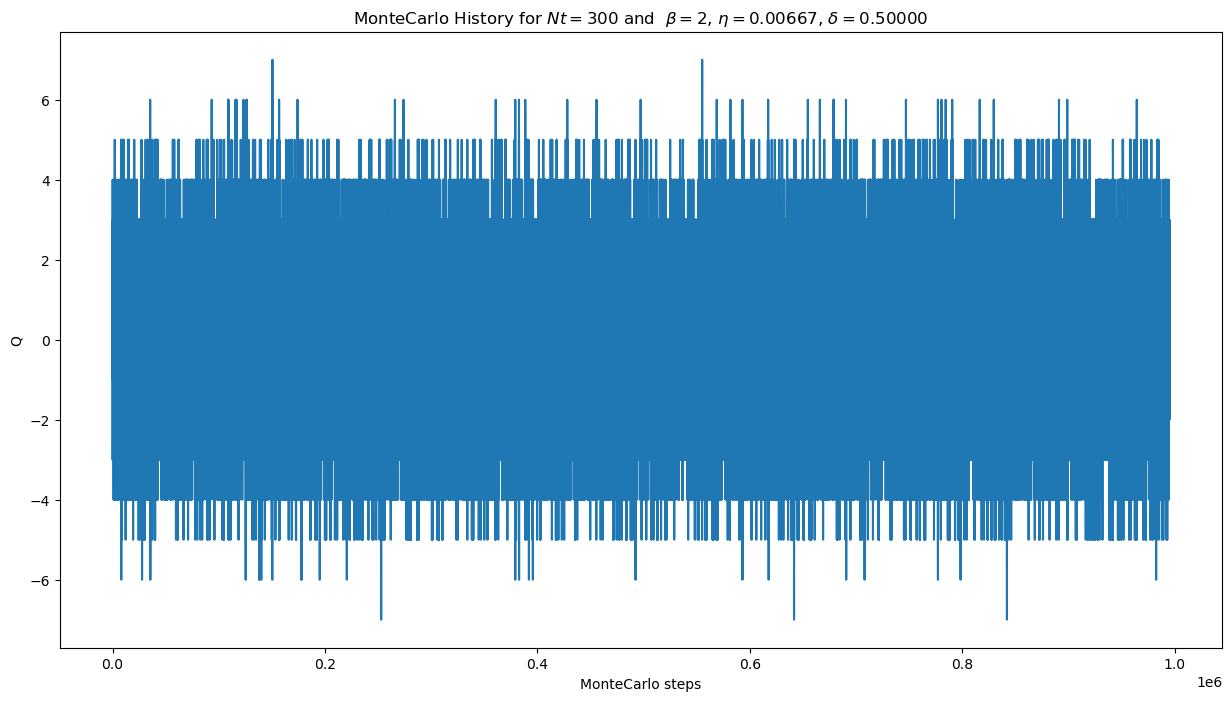 MonteCarlo History for Nt = 300 and β = 2, η = 0.00667, δ = 0.50000
6
4
2
0
−2
−4
−6
Q
0.0 0.2 0.4 0.6 0.8 1.0
1e6
MonteCarlo steps